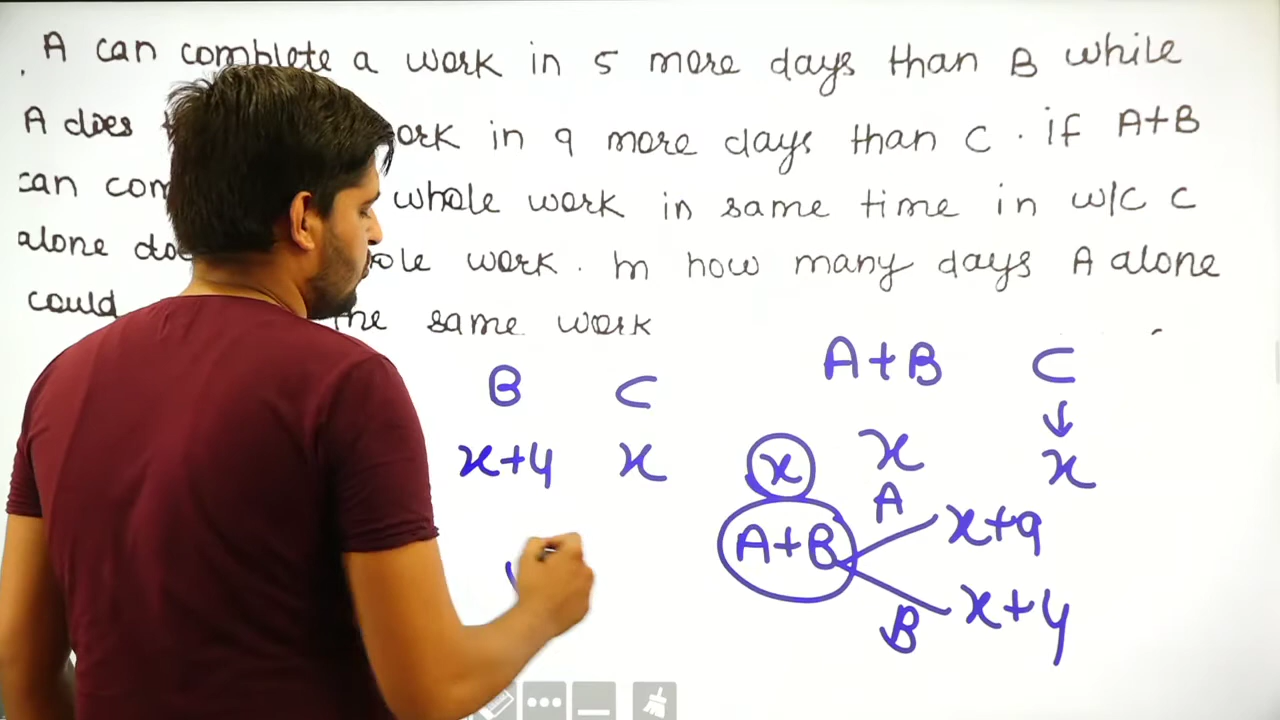 A can complete a work in 5 more days than B while
A does ork in 9 more days than C . if A+B
can com whole work in same time in w/c C
alone do ole work . In how many days A alone
could the same work
A+B C
B C
x+4 x x x x
A x+9
A+B
B x+4